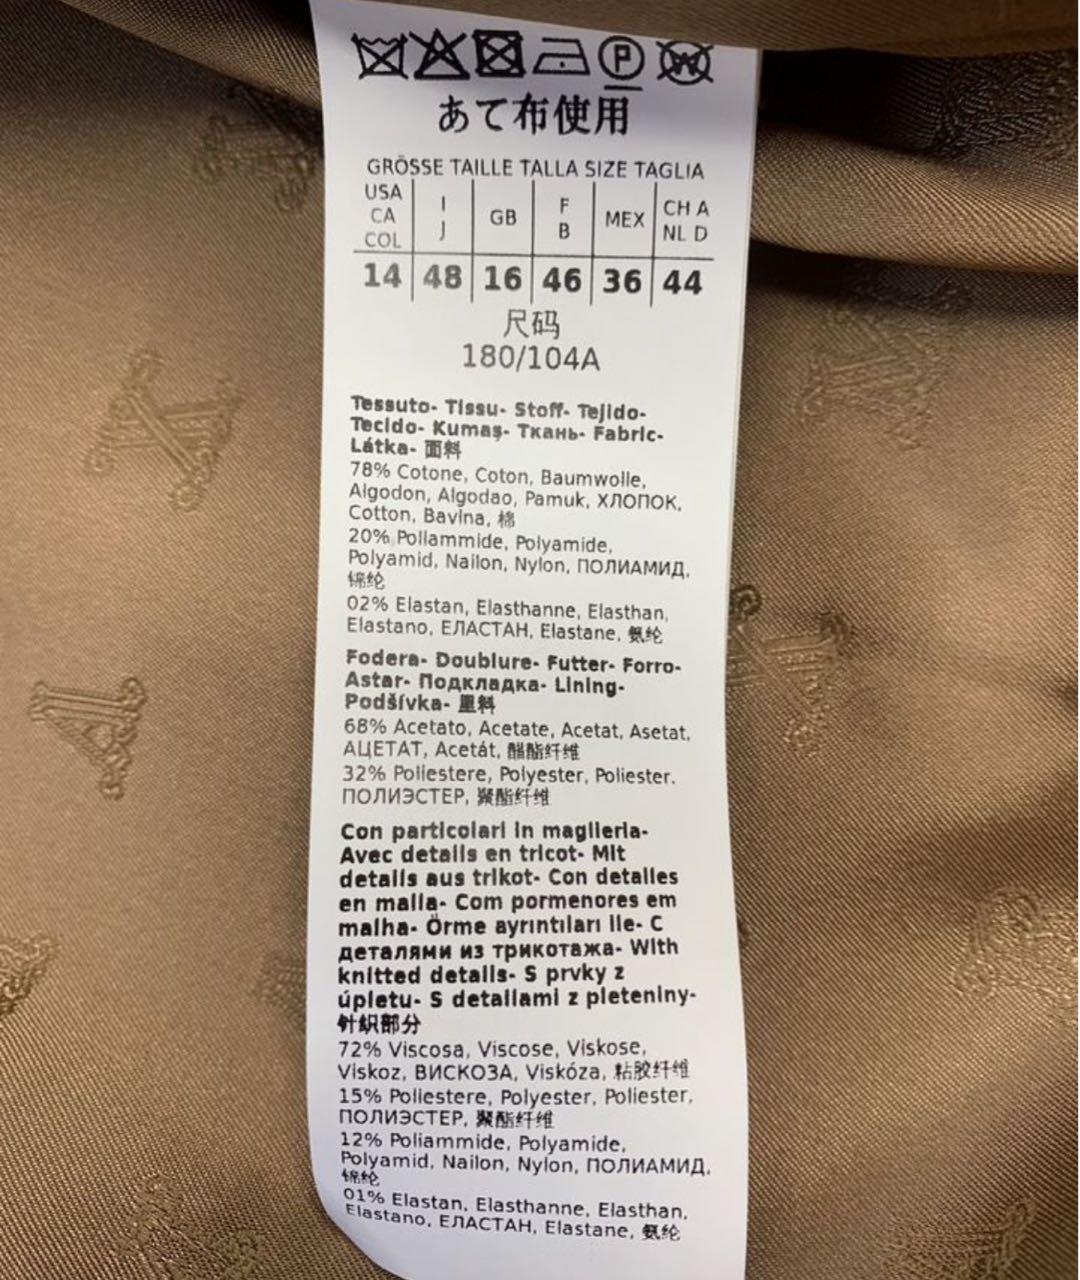 あて布使用
GRÖSSE TAILLE TALLA SIZE TAGLIA
USA CA COL | I J | GB | F B | MEX | CH A NL D
14 | 48 | 16 | 46 | 36 | 44
尺码
180/104A
Tessuto- Tissu- Stoff- Tejido-
Tecido- Kumaş- Ткань- Fabric-
Látka- 面料
78% Cotone, Coton, Baumwolle,
Algodon, Algodao, Pamuk, ХЛОПОК,
Cotton, Bavlna, 棉
20% Poliammide, Polyamide,
Polyamid, Nailon, Nylon, ПОЛИАМИД,
锦纶
02% Elastan, Elasthanne, Elasthan,
Elastano, ЕЛАСТАН, Elastane, 氨纶
Fodera- Doublure- Futter- Forro-
Astar- Подкладка- Lining-
Podšívka- 里料
68% Acetato, Acetate, Acetat, Asetat,
АЦЕТАТ, Acetát, 醋酯纤维
32% Poliestere, Polyester, Poliester.
ПОЛИЭСТЕР, 聚酯纤维
Con particolari in maglieria-
Avec details en tricot- Mit
details aus trikot- Con detalles
en malla- Com pormenores em
malha- Örme ayrıntıları ile- С
деталями из трикотажа- With
knitted details- S prvky z
úpletu- S detailami z pleteniny-
针织部分
72% Viscosa, Viscose, Viskose,
Viskoz, ВИСКОЗА, Viskóza, 粘胶纤维
15% Poliestere, Polyester, Poliester,
ПОЛИЭСТЕР, 聚酯纤维
12% Poliammide, Polyamide,
Polyamid, Nailon, Nylon, ПОЛИАМИД,
锦纶
01% Elastan, Elasthanne, Elasthan,
Elastano, ЕЛАСТАН, Elastane, 氨纶